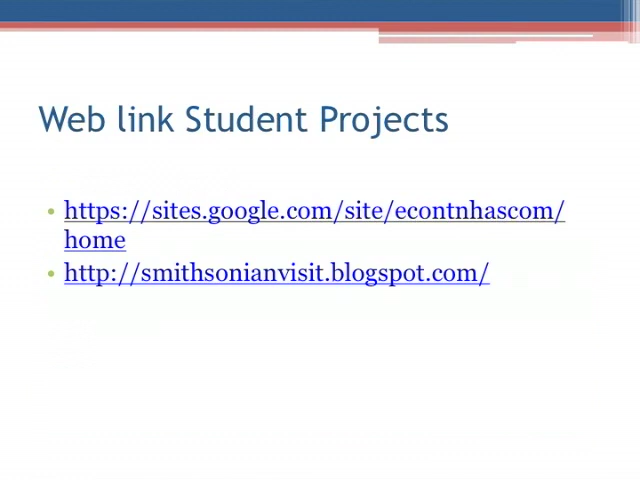 Web link Student Projects
• https://sites.google.com/site/econtnhascom/
home
• http://smithsonianvisit.blogspot.com/